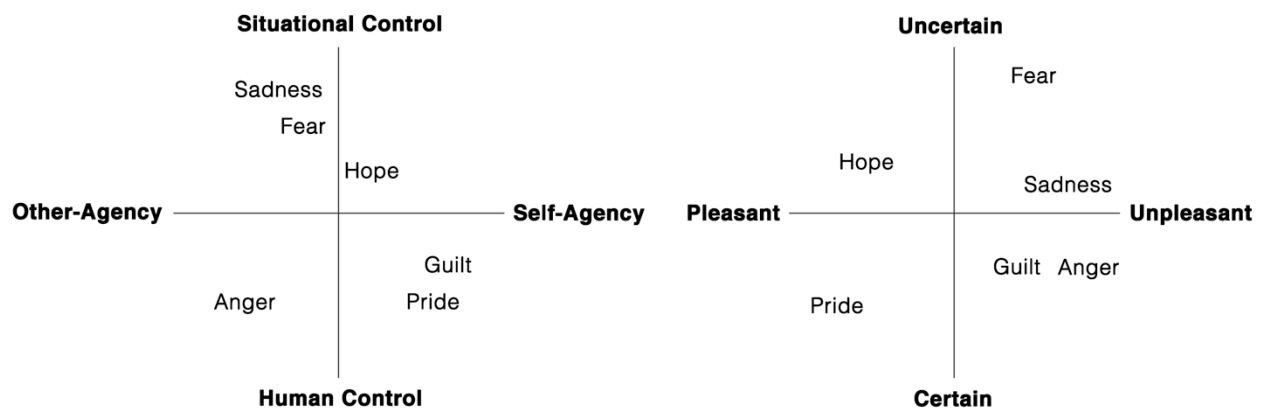 Situational Control
Sadness
Fear
Hope
Other-Agency
Self-Agency
Guilt
Anger
Pride
Human Control
Uncertain
Fear
Hope
Sadness
Pleasant
Unpleasant
Guilt
Anger
Pride
Certain